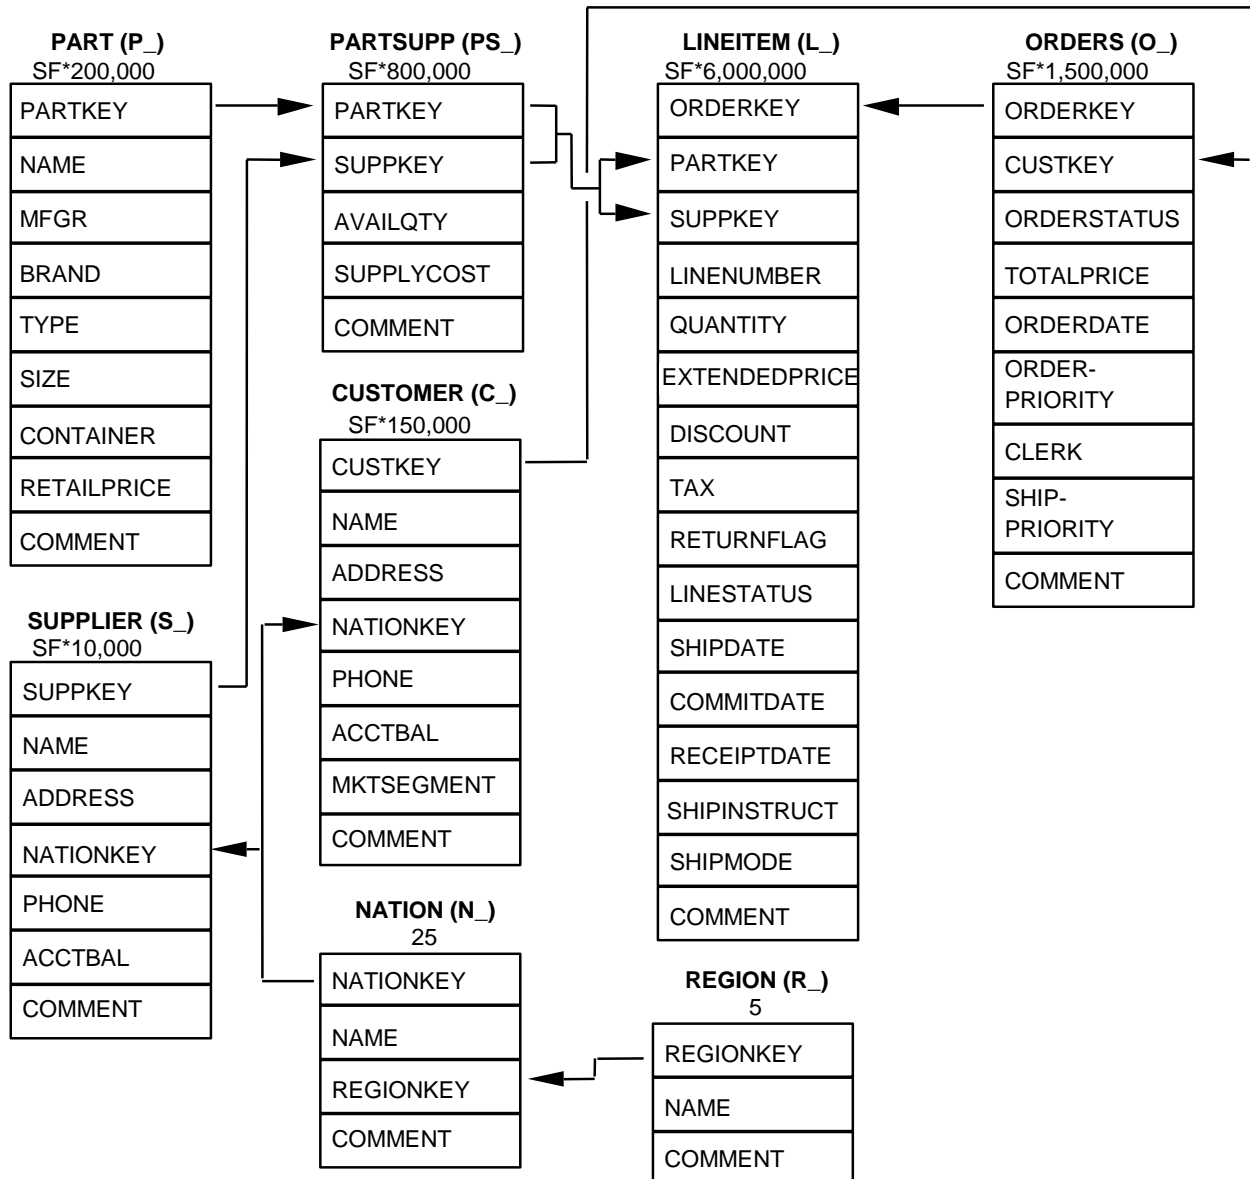 PART (P_)
SF*200,000
PARTKEY
NAME
MFGR
BRAND
TYPE
SIZE
CONTAINER
RETAILPRICE
COMMENT
SUPPLIER (S_)
SF*10,000
SUPPKEY
NAME
ADDRESS
NATIONKEY
PHONE
ACCTBAL
COMMENT
PARTSUPP (PS_)
SF*800,000
PARTKEY
SUPPKEY
AVAILQTY
SUPPLYCOST
COMMENT
CUSTOMER (C_)
SF*150,000
CUSTKEY
NAME
ADDRESS
NATIONKEY
PHONE
ACCTBAL
MKTSEGMENT
COMMENT
NATION (N_)
25
NATIONKEY
NAME
REGIONKEY
COMMENT
LINEITEM (L_)
SF*6,000,000
ORDERKEY
PARTKEY
SUPPKEY
LINENUMBER
QUANTITY
EXTENDEDPRICE
DISCOUNT
TAX
RETURNFLAG
LINESTATUS
SHIPDATE
COMMITDATE
RECEIPTDATE
SHIPINSTRUCT
SHIPMODE
COMMENT
REGION (R_)
5
REGIONKEY
NAME
COMMENT
ORDERS (O_)
SF*1,500,000
ORDERKEY
CUSTKEY
ORDERSTATUS
TOTALPRICE
ORDERDATE
ORDER-
PRIORITY
CLERK
SHIP-
PRIORITY
COMMENT